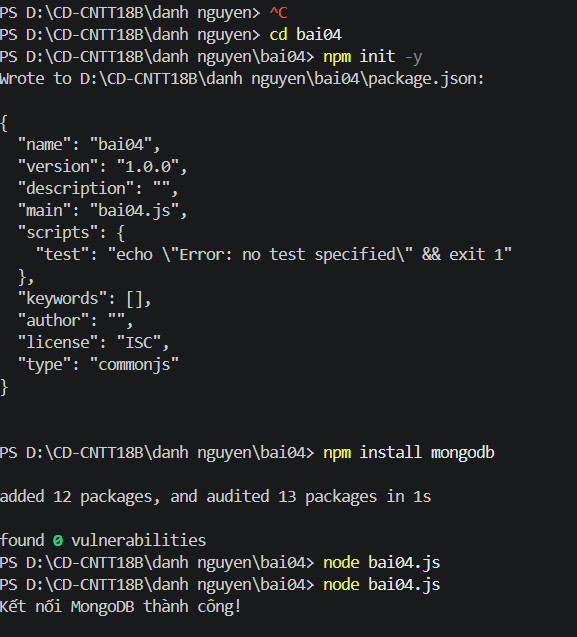 PS D:\CD-CNTT18B\danh nguyen> ^C
PS D:\CD-CNTT18B\danh nguyen> cd bai04
PS D:\CD-CNTT18B\danh nguyen\bai04> npm init -y
Wrote to D:\CD-CNTT18B\danh nguyen\bai04\package.json:
{
  "name": "bai04",
  "version": "1.0.0",
  "description": "",
  "main": "bai04.js",
  "scripts": {
    "test": "echo \"Error: no test specified\" && exit 1"
  },
  "keywords": [],
  "author": "",
  "license": "ISC",
  "type": "commonjs"
}
PS D:\CD-CNTT18B\danh nguyen\bai04> npm install mongodb
added 12 packages, and audited 13 packages in 1s
found 0 vulnerabilities
PS D:\CD-CNTT18B\danh nguyen\bai04> node bai04.js
PS D:\CD-CNTT18B\danh nguyen\bai04> node bai04.js
Kết nối MongoDB thành công!